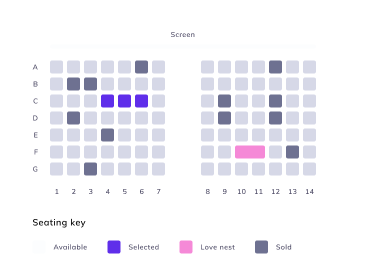 Screen
A
B
C
D
E
F
G
1 2 3 4 5 6 7 8 9 10 11 12 13 14
Seating key
Available Selected Love nest Sold